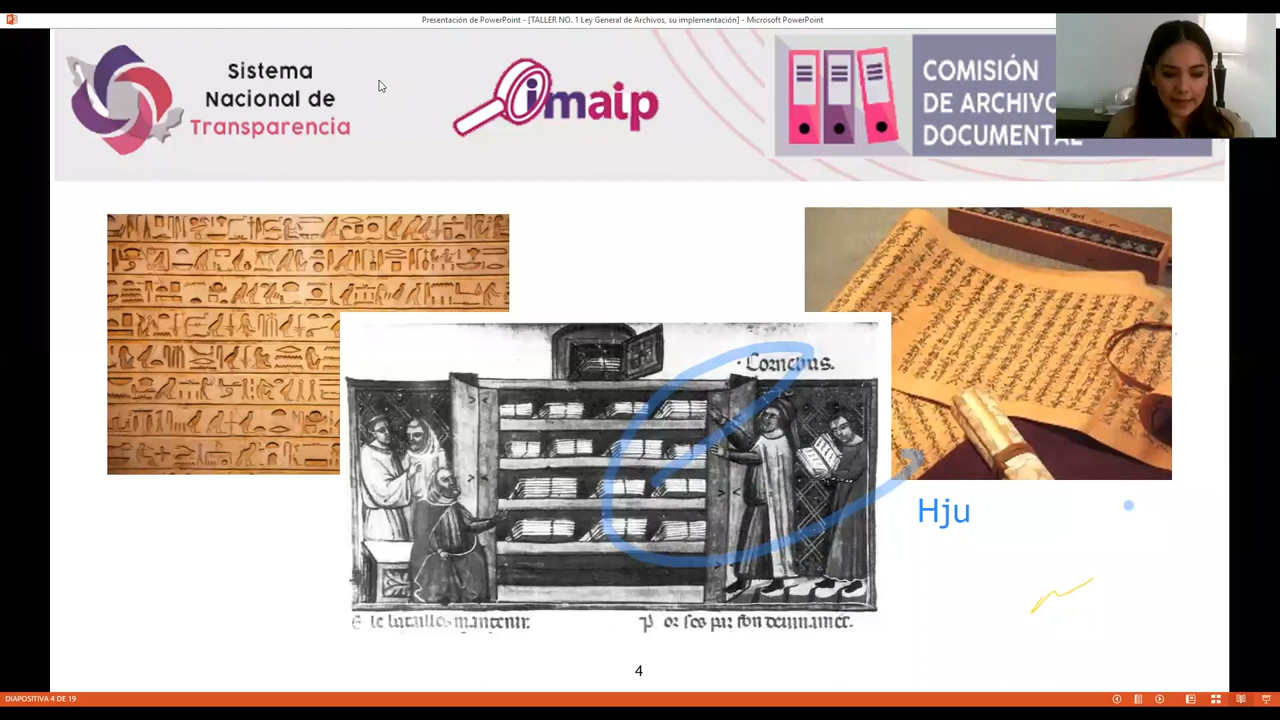 Presentación de PowerPoint - [TALLER NO. 1 Ley General de Archivos, su implementación] - Microsoft PowerPoint
Sistema
Nacional de
Transparencia
imaip
COMISIÓN
DE ARCHIVO
DOCUMENTAL
· Cornelius.
Hju
4
DIAPOSITIVA 4 DE 19